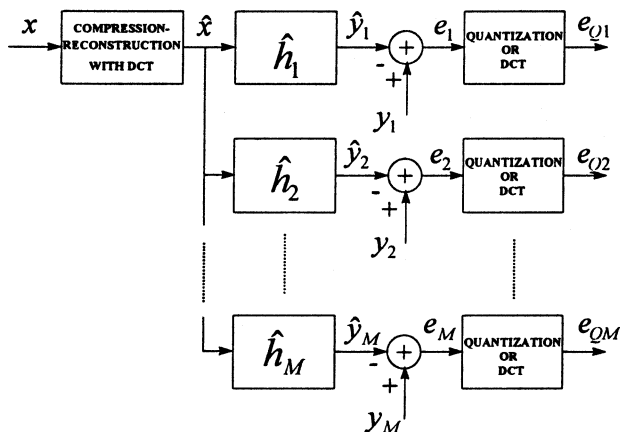 x
COMPRESSION-
RECONSTRUCTION
WITH DCT
x̂
ĥ1
ŷ1
-
+
+
y1
e1
QUANTIZATION
OR
DCT
eQ1
ĥ2
ŷ2
-
+
+
y2
e2
QUANTIZATION
OR
DCT
eQ2
ĥM
ŷM
-
+
+
yM
eM
QUANTIZATION
OR
DCT
eQM